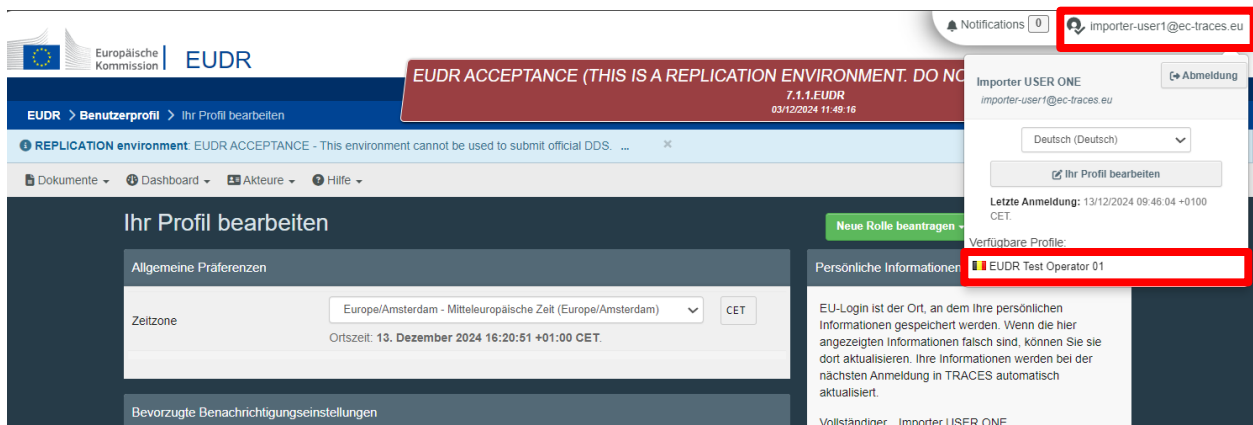 Notifications 0
importer-user1@ec-traces.eu
Europäische
Kommission
EUDR
EUDR ACCEPTANCE (THIS IS A REPLICATION ENVIRONMENT. DO
7.1.1.EUDR
03/12/2024 11:49:16
Importer USER ONE
Abmeldung
importer-user1@ec-traces.eu
EUDR > Benutzerprofil > Ihr Profil bearbeiten
REPLICATION environment: EUDR ACCEPTANCE - This environment cannot be used to submit official DDS. ... ×
Deutsch (Deutsch)
Ihr Profil bearbeiten
Dokumente Dashboard Akteure Hilfe
Letzte Anmeldung: 13/12/2024 09:46:04 +0100
CET.
Ihr Profil bearbeiten
Neue Rolle beantragen
Verfügbare Profile:
EUDR Test Operator 01
Allgemeine Präferenzen
Zeitzone
Europe/Amsterdam - Mitteleuropäische Zeit (Europe/Amsterdam)
CET
Ortszeit: 13. Dezember 2024 16:20:51 +01:00 CET.
Bevorzugte Benachrichtigungseinstellungen
Persönliche Informationen
EU-Login ist der Ort, an dem Ihre persönlichen
Informationen gespeichert werden. Wenn die hier
angezeigten Informationen falsch sind, können Sie sie
dort aktualisieren. Ihre Informationen werden bei der
nächsten Anmeldung in TRACES automatisch
aktualisiert.
Vollständiger Importer USER ONE